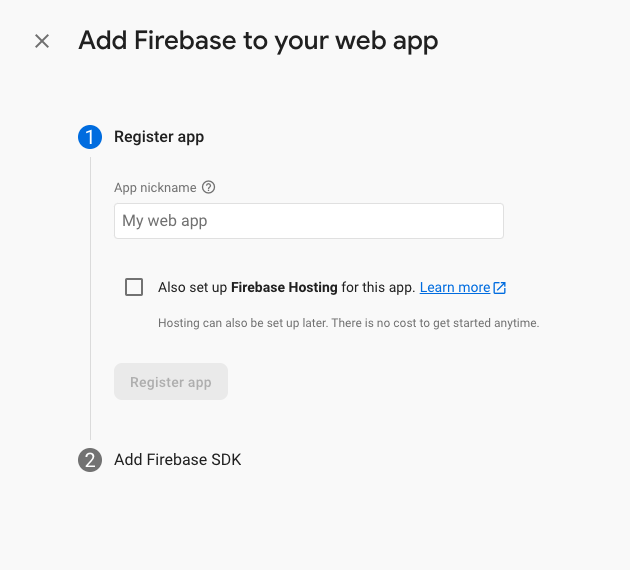 Add Firebase to your web app
1 Register app
App nickname
My web app
Also set up Firebase Hosting for this app. Learn more
Hosting can also be set up later. There is no cost to get started anytime.
Register app
2 Add Firebase SDK